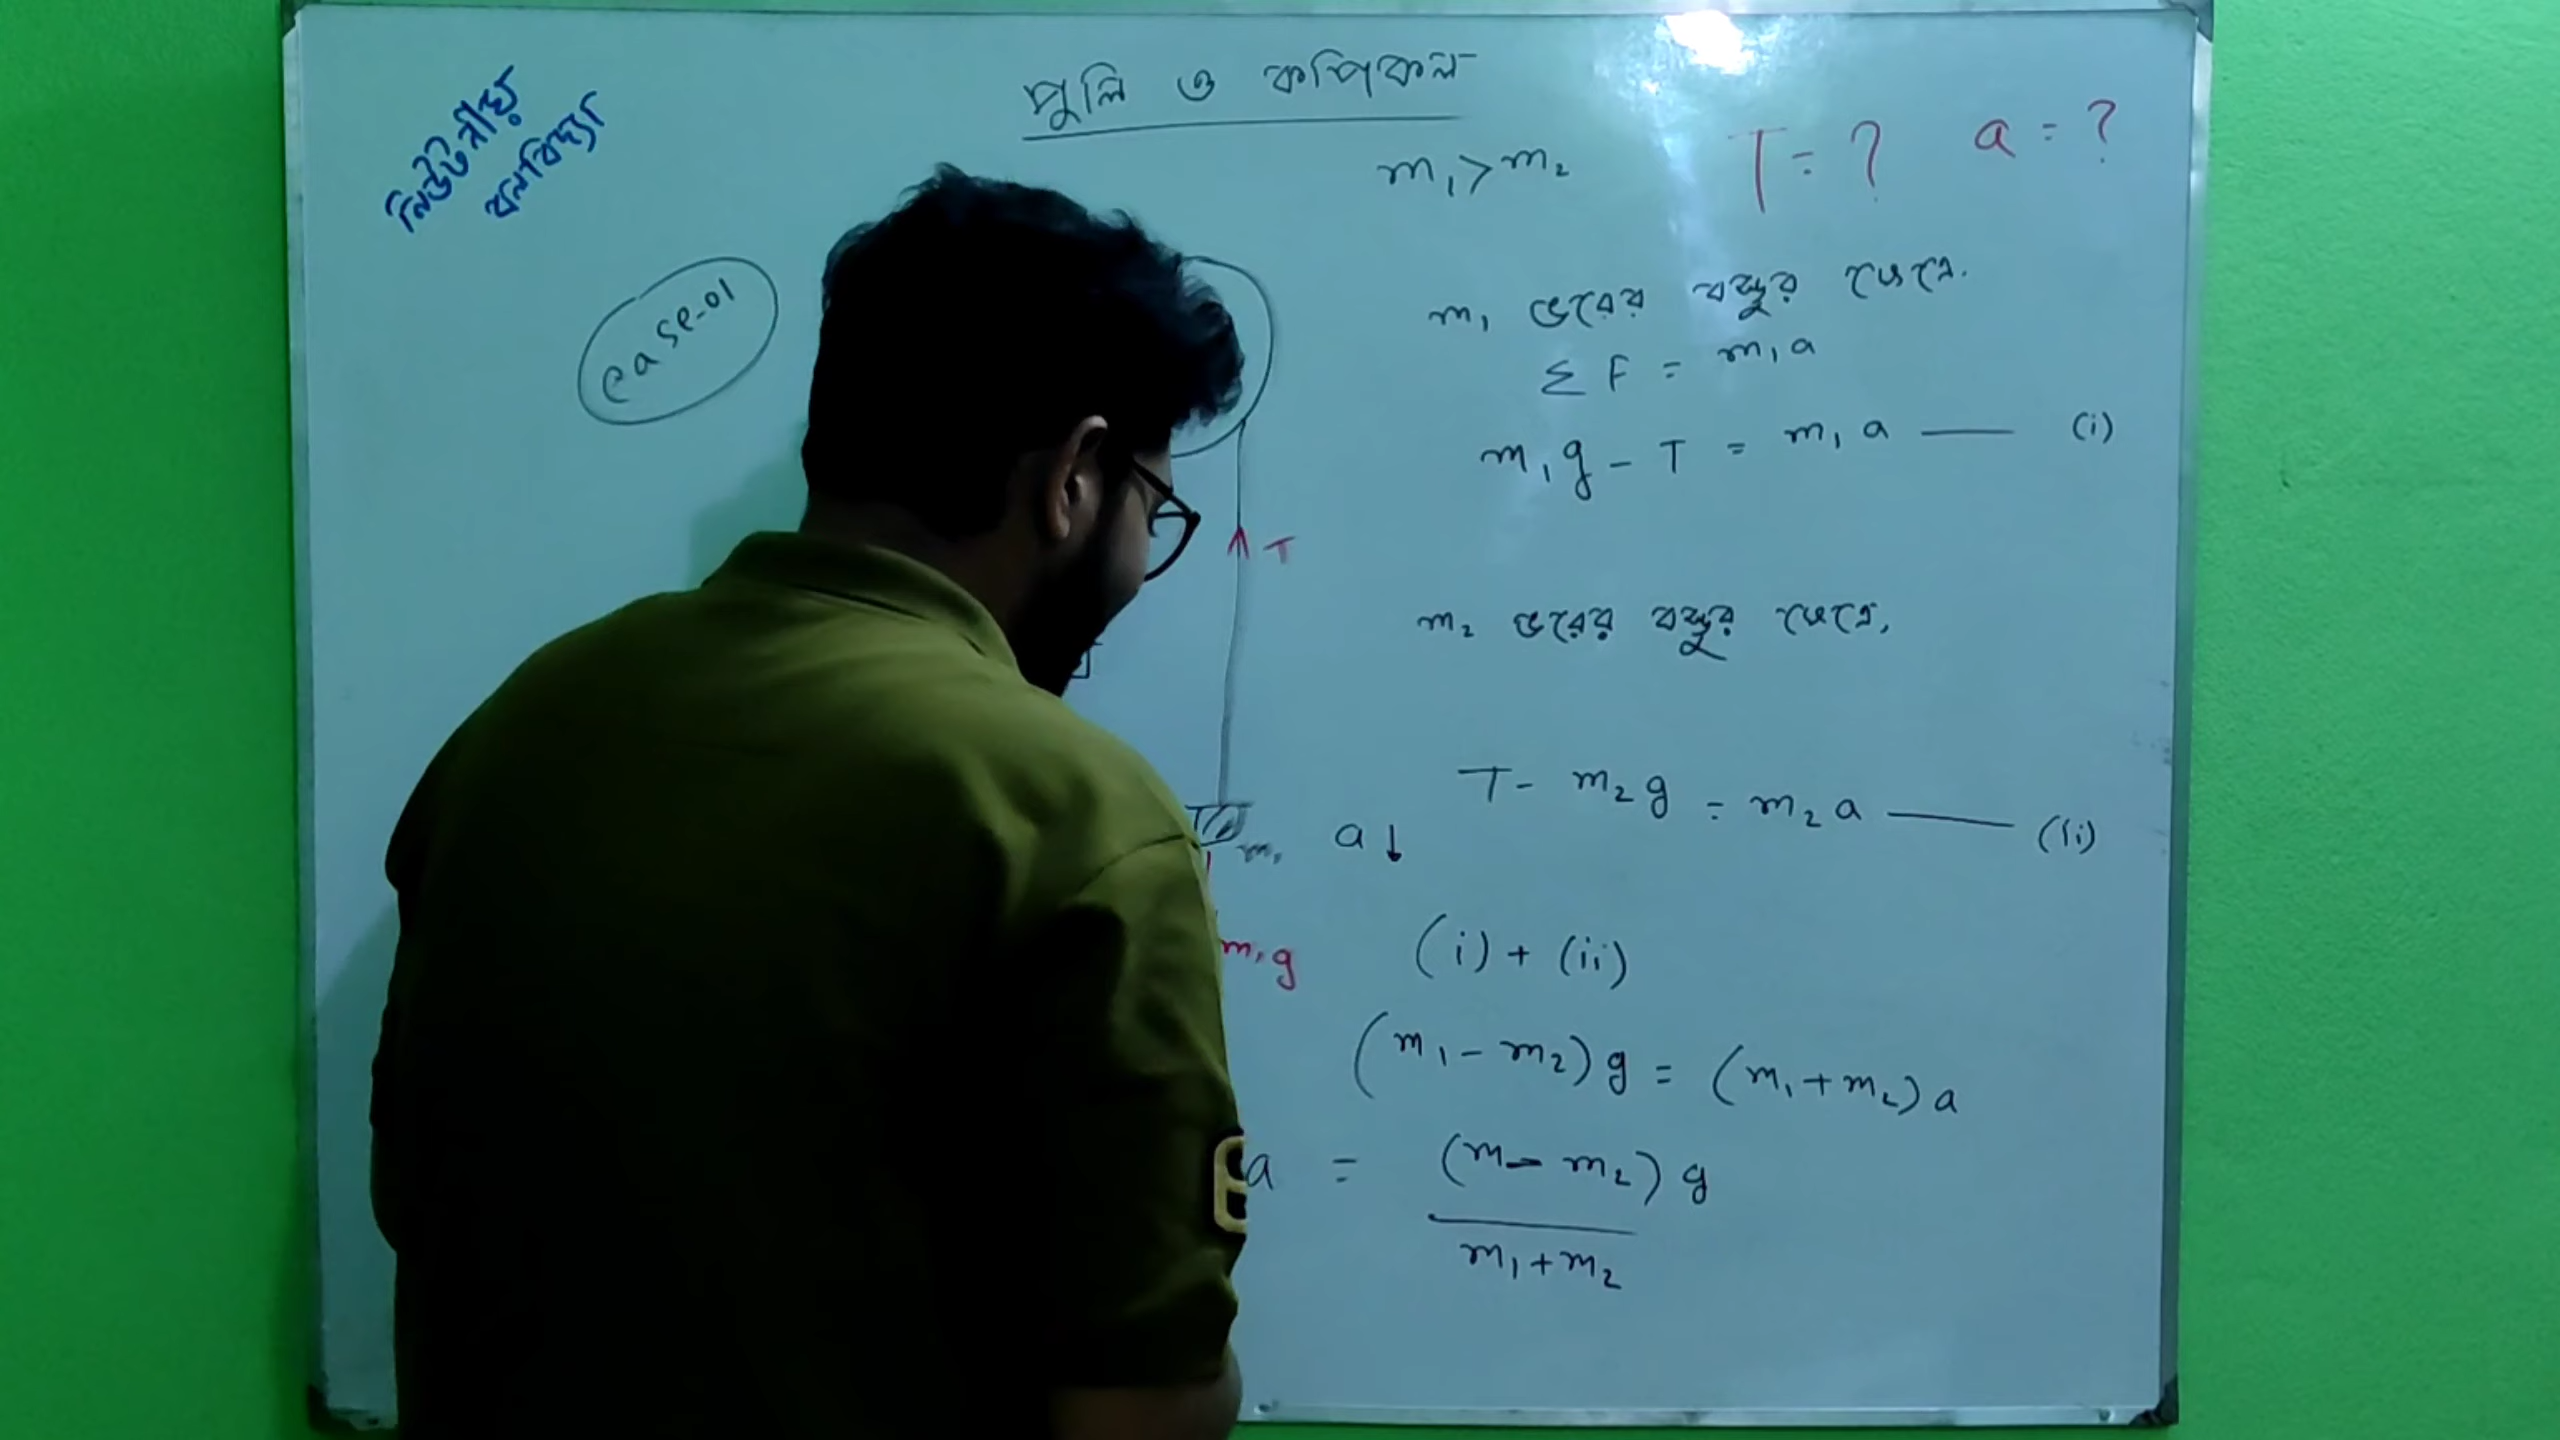 নিউটনীয়
বলবিদ্যা
পুলি ও কপিকল
m₁ > m₂
T = ?
a = ?
case-01
m₁ ভরের বস্তুর ক্ষেত্রে.
Σ F = m₁a
m₁g - T = m₁a —— (i)
T
m₂ ভরের বস্তুর ক্ষেত্রে,
T - m₂g = m₂a —— (ii)
m₁
a↓
m₁g
(i) + (ii)
(m₁ - m₂) g = (m₁ + m₂) a
a = (m - m₂) g
m₁ + m₂